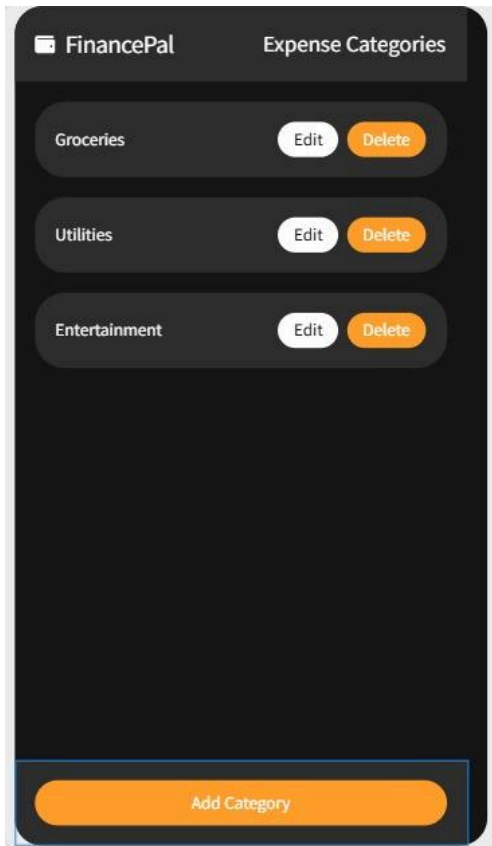 FinancePal Expense Categories
Groceries Edit Delete
Utilities Edit Delete
Entertainment Edit Delete
Add Category